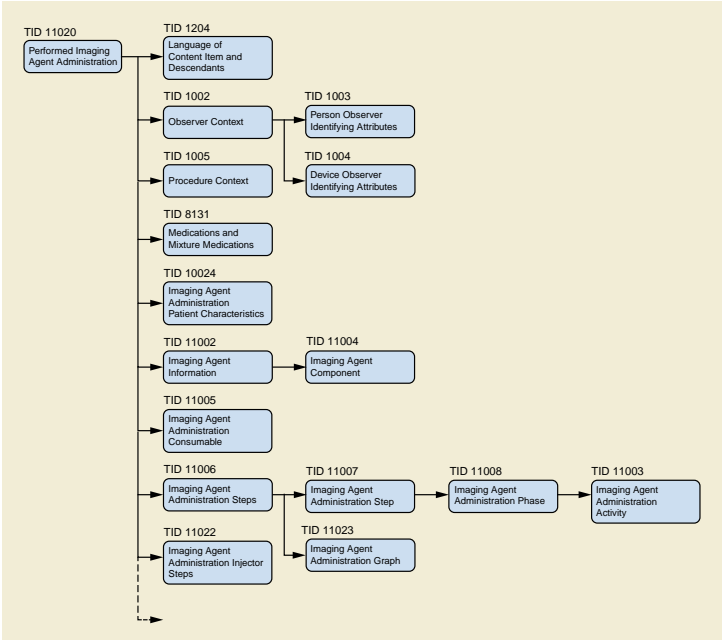 TID 11020
Performed Imaging
Agent Administration
TID 1204
Language of
Content Item and
Descendants
TID 1002
Observer Context
TID 1003
Person Observer
Identifying Attributes
TID 1005
Procedure Context
TID 1004
Device Observer
Identifying Attributes
TID 8131
Medications and
Mixture Medications
TID 10024
Imaging Agent
Administration
Patient Characteristics
TID 11002
Imaging Agent
Information
TID 11004
Imaging Agent
Component
TID 11005
Imaging Agent
Administration
Consumable
TID 11006
Imaging Agent
Administration Steps
TID 11007
Imaging Agent
Administration Step
TID 11008
Imaging Agent
Administration Phase
TID 11003
Imaging Agent
Administration
Activity
TID 11022
Imaging Agent
Administration Injector
Steps
TID 11023
Imaging Agent
Administration Graph